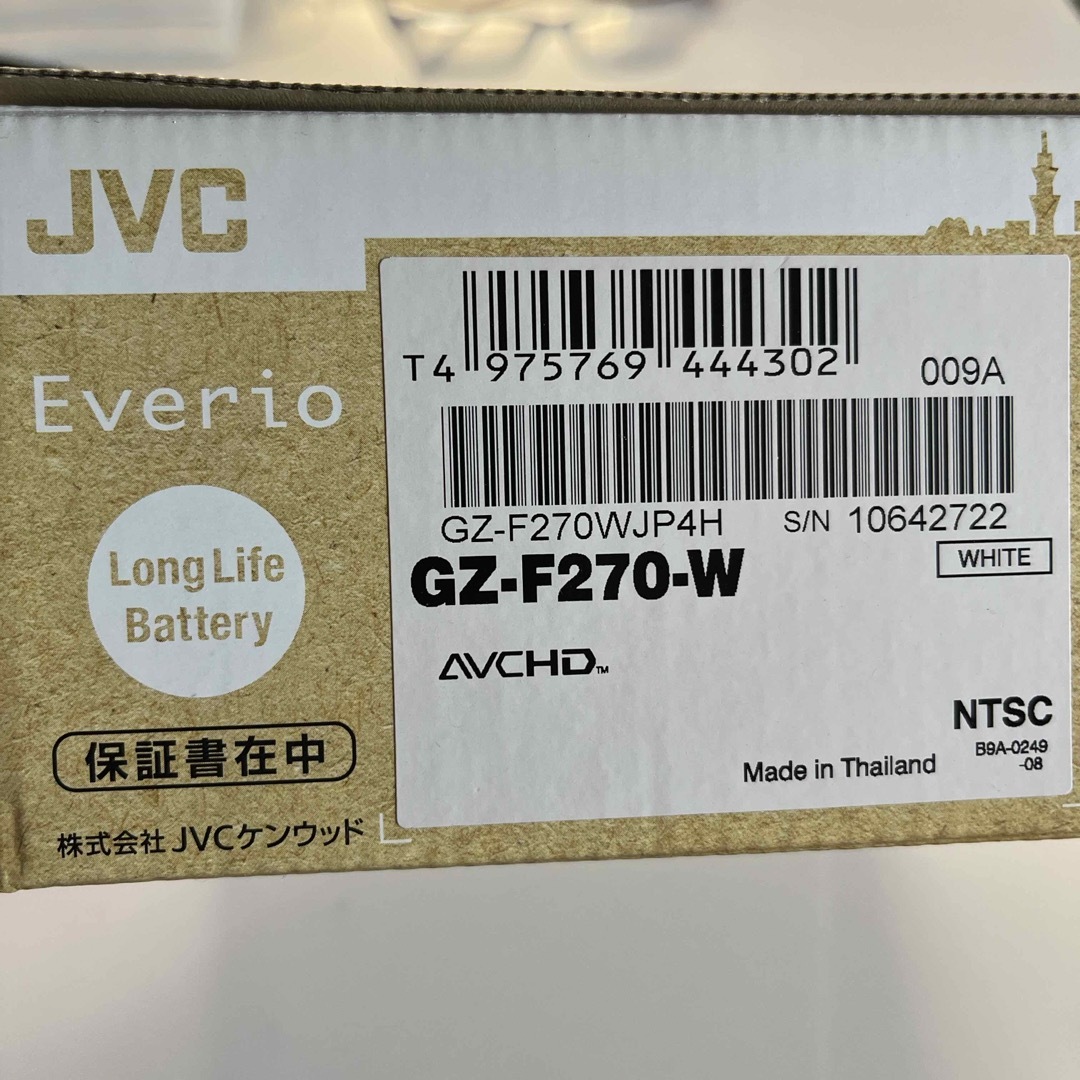 JVC
Everio
Long Life
Battery
保証書在中
株式会社 JVCケンウッド
T4 975769 444302
009A
GZ-F270WJP4H S/N 10642722
GZ-F270-W
WHITE
AVCHD™
NTSC
B9A-0249
-08
Made in Thailand